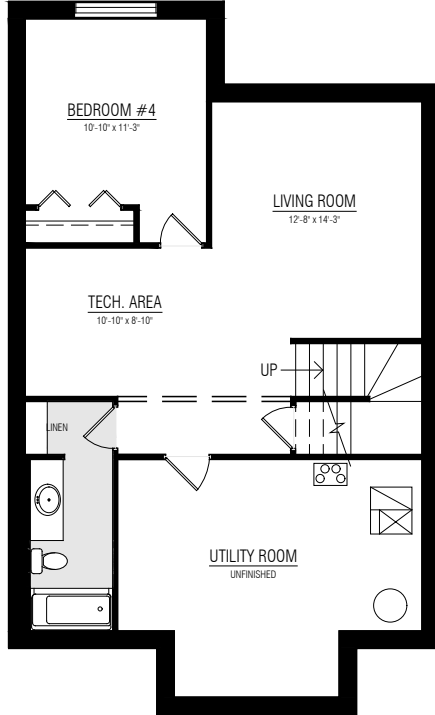 BEDROOM #4
10'-10" x 11'-3"
LIVING ROOM
12'-8" x 14'-3"
TECH. AREA
10'-10" x 8'-10"
UP
LINEN
UTILITY ROOM
UNFINISHED